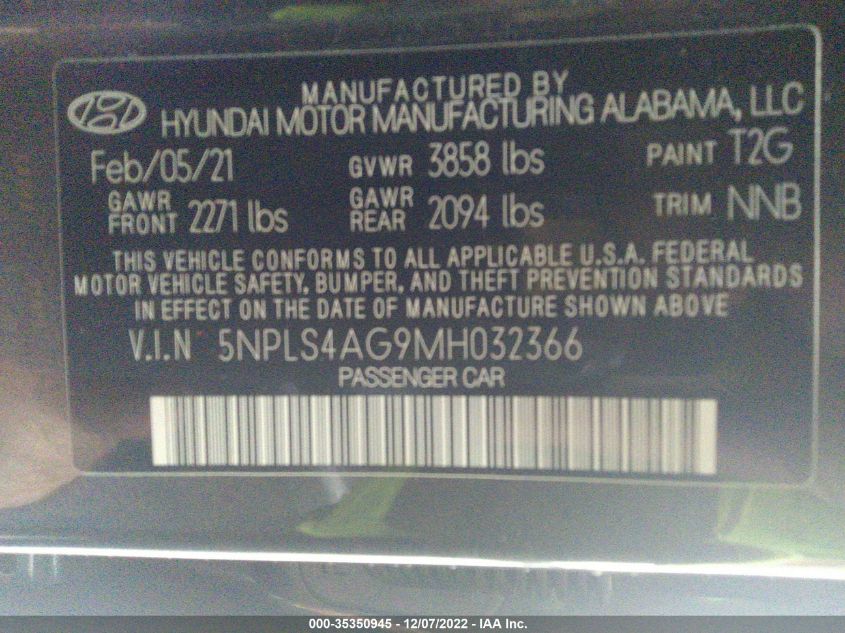 MANUFACTURED BY
HYUNDAI MOTOR MANUFACTURING ALABAMA, LLC
Feb/05/21 GVWR 3858 lbs PAINT T2G
GAWR FRONT 2271 lbs GAWR REAR 2094 lbs TRIM NNB
THIS VEHICLE CONFORMS TO ALL APPLICABLE U.S.A. FEDERAL
MOTOR VEHICLE SAFETY, BUMPER, AND THEFT PREVENTION STANDARDS
IN EFFECT ON THE DATE OF MANUFACTURE SHOWN ABOVE
V.I.N 5NPLS4AG9MH032366
PASSENGER CAR
000-35350945 - 12/07/2022 - IAA Inc.